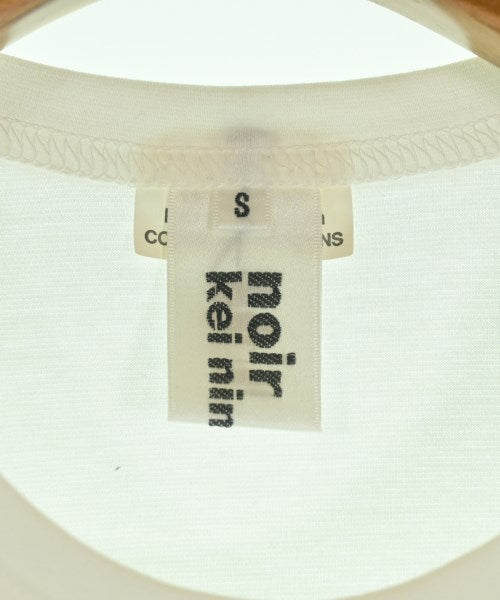 S
noir
kei nin